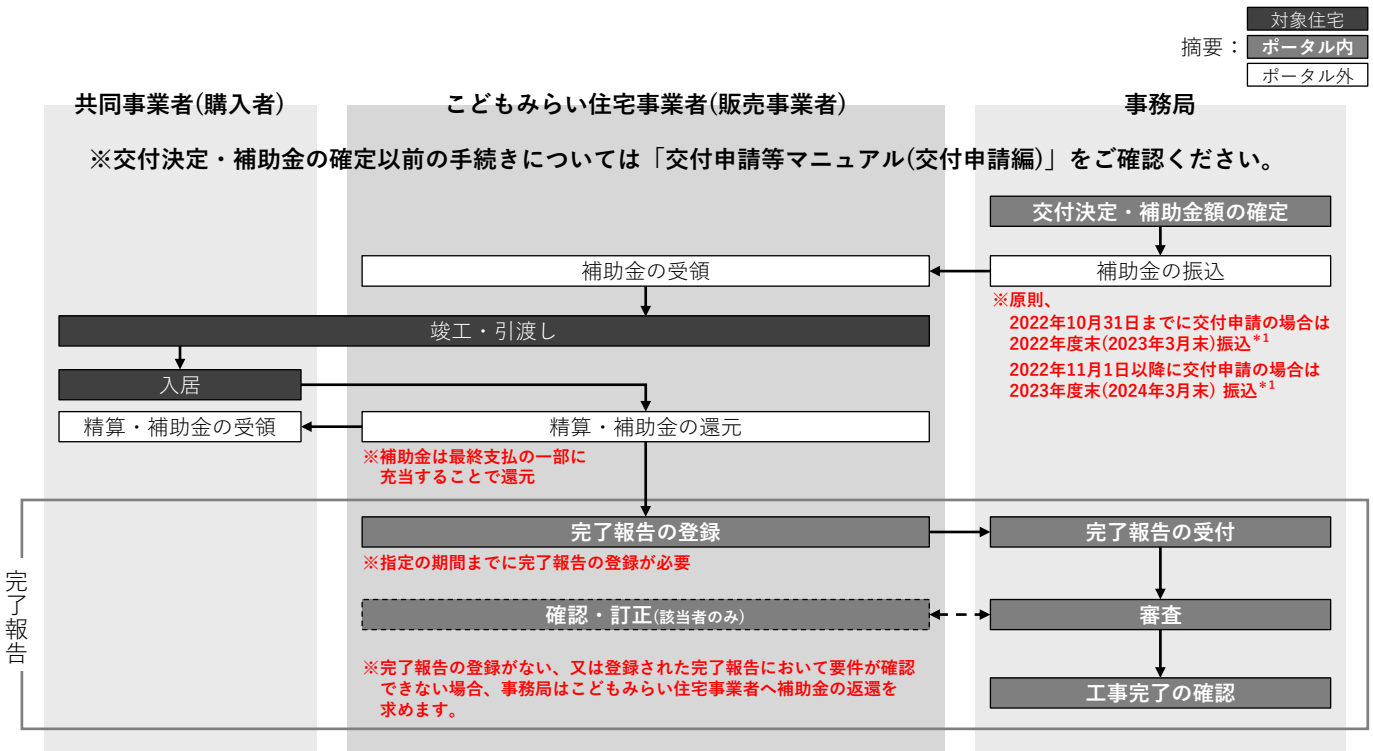 対象住宅
摘要：
ポータル内
ポータル外
共同事業者(購入者)
こどもみらい住宅事業者(販売事業者)
事務局
※交付決定・補助金の確定以前の手続きについては「交付申請等マニュアル(交付申請編)」をご確認ください。
交付決定・補助金額の確定
補助金の受領
補助金の振込
※原則、
2022年10月31日までに交付申請の場合は
2022年度末(2023年3月末)振込*1
2022年11月1日以降に交付申請の場合は
2023年度末(2024年3月末) 振込*1
竣工・引渡し
入居
精算・補助金の受領
精算・補助金の還元
※補助金は最終支払の一部に
充当することで還元
完了報告
完了報告の登録
完了報告の受付
※指定の期間までに完了報告の登録が必要
確認・訂正(該当者のみ)
審査
※完了報告の登録がない、又は登録された完了報告において要件が確認
できない場合、事務局はこどもみらい住宅事業者へ補助金の返還を
求めます。
工事完了の確認